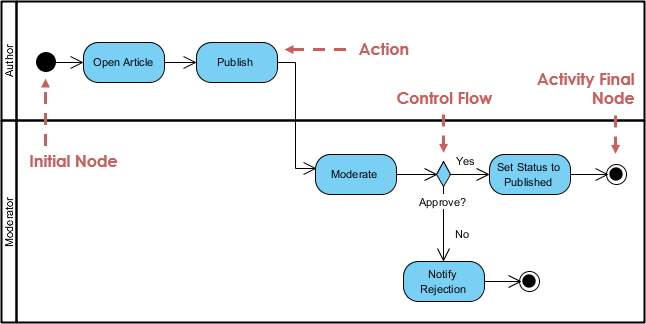 Author
Open Article
Publish
Action
Initial Node
Control Flow
Activity Final
Node
Moderator
Moderate
Approve?
Yes
Set Status to
Published
No
Notify
Rejection